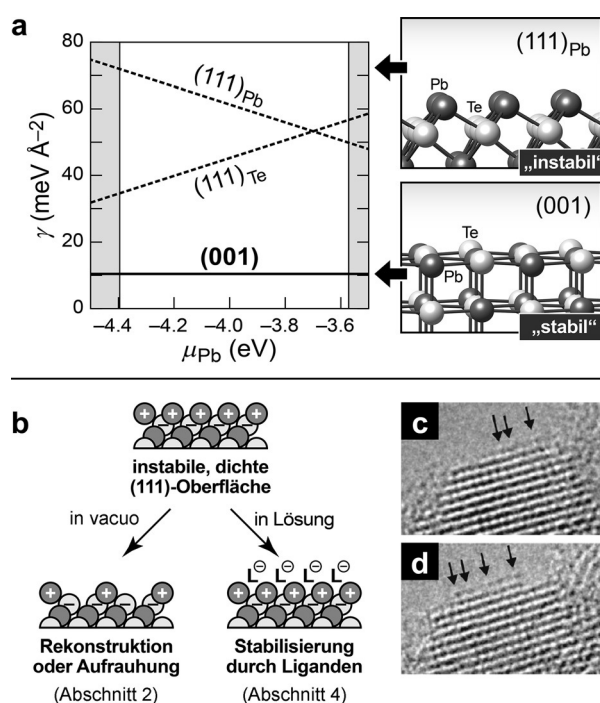 a
80
60
40
20
0
γ (meV Å–2)
(111)Pb
(111)Te
(001)
–4.4
–4.2
–4.0
–3.8
–3.6
μPb (eV)
(111)Pb
Pb
Te
„instabil“
(001)
Te
Pb
„stabil“
b
+ + + + +
– – – –
instabile, dichte
(111)-Oberfläche
in vacuo
in Lösung
L⊖ L⊖ L⊖ L⊖
+ + +
– – – –
+ + + + +
– – – –
Rekonstruktion
oder Aufrauhung
(Abschnitt 2)
Stabilisierung
durch Liganden
(Abschnitt 4)
c
d